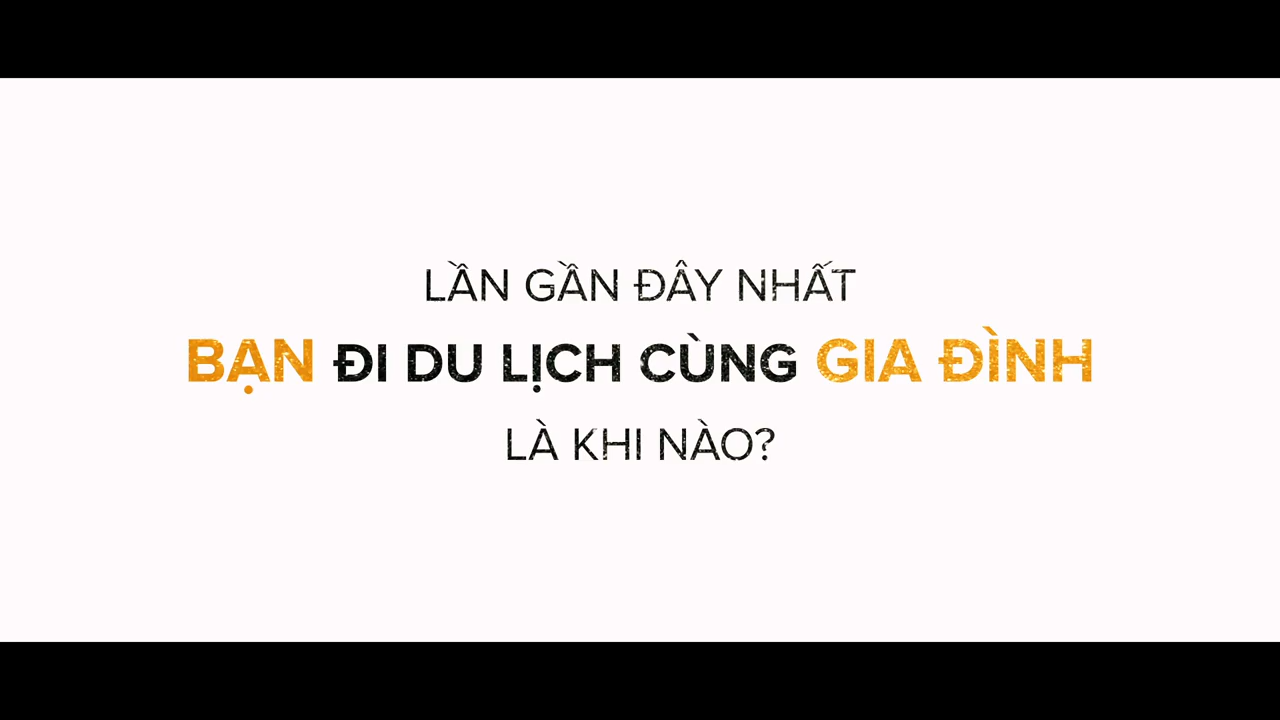 LẦN GẦN ĐÂY NHẤT
BẠN ĐI DU LỊCH CÙNG GIA ĐÌNH
LÀ KHI NÀO?